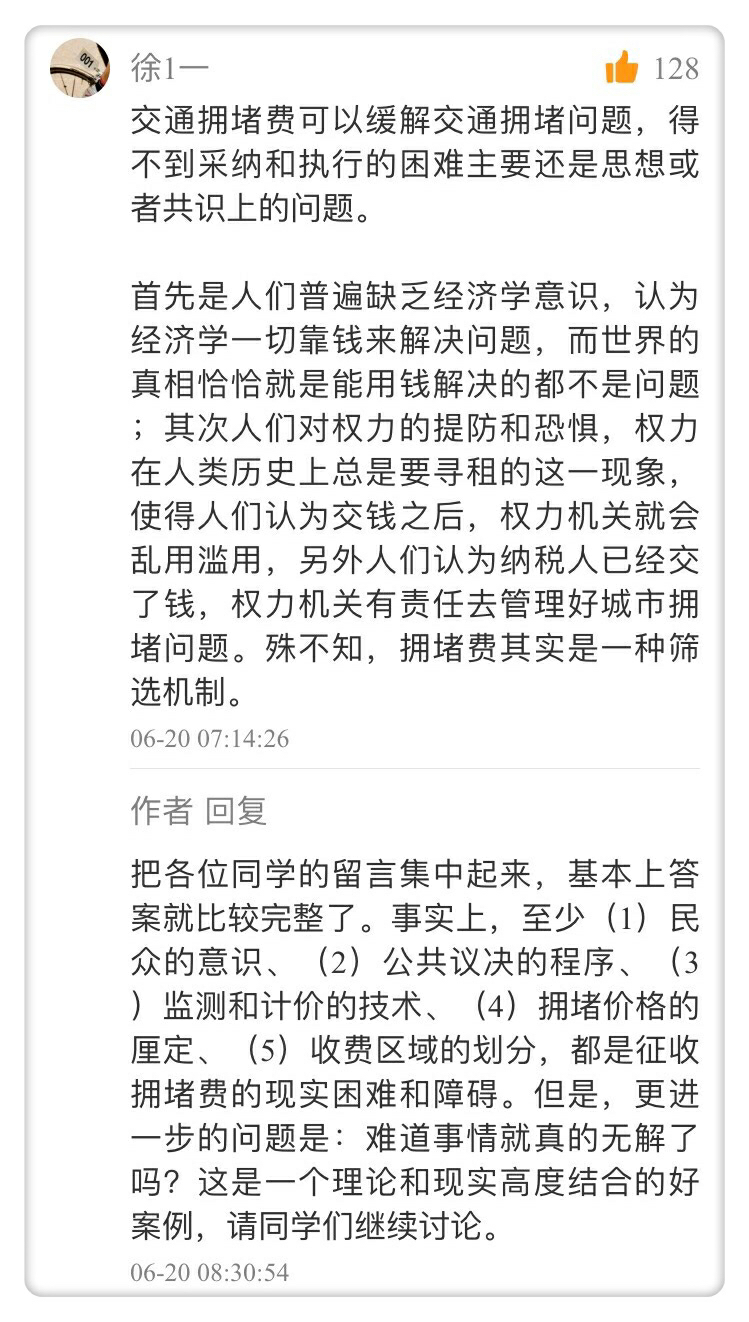 001
徐1一
128
交通拥堵费可以缓解交通拥堵问题，得
不到采纳和执行的困难主要还是思想或
者共识上的问题。
首先是人们普遍缺乏经济学意识，认为
经济学一切靠钱来解决问题，而世界的
真相恰恰就是能用钱解决的都不是问题
；其次人们对权力的提防和恐惧，权力
在人类历史上总是要寻租的这一现象，
使得人们认为交钱之后，权力机关就会
乱用滥用，另外人们认为纳税人已经交
了钱，权力机关有责任去管理好城市拥
堵问题。殊不知，拥堵费其实是一种筛
选机制。
06-20 07:14:26
作者 回复
把各位同学的留言集中起来，基本上答
案就比较完整了。事实上，至少（1）民
众的意识、（2）公共议决的程序、（3
）监测和计价的技术、（4）拥堵价格的
厘定、（5）收费区域的划分，都是征收
拥堵费的现实困难和障碍。但是，更进
一步的问题是：难道事情就真的无解了
吗？这是一个理论和现实高度结合的好
案例，请同学们继续讨论。
06-20 08:30:54